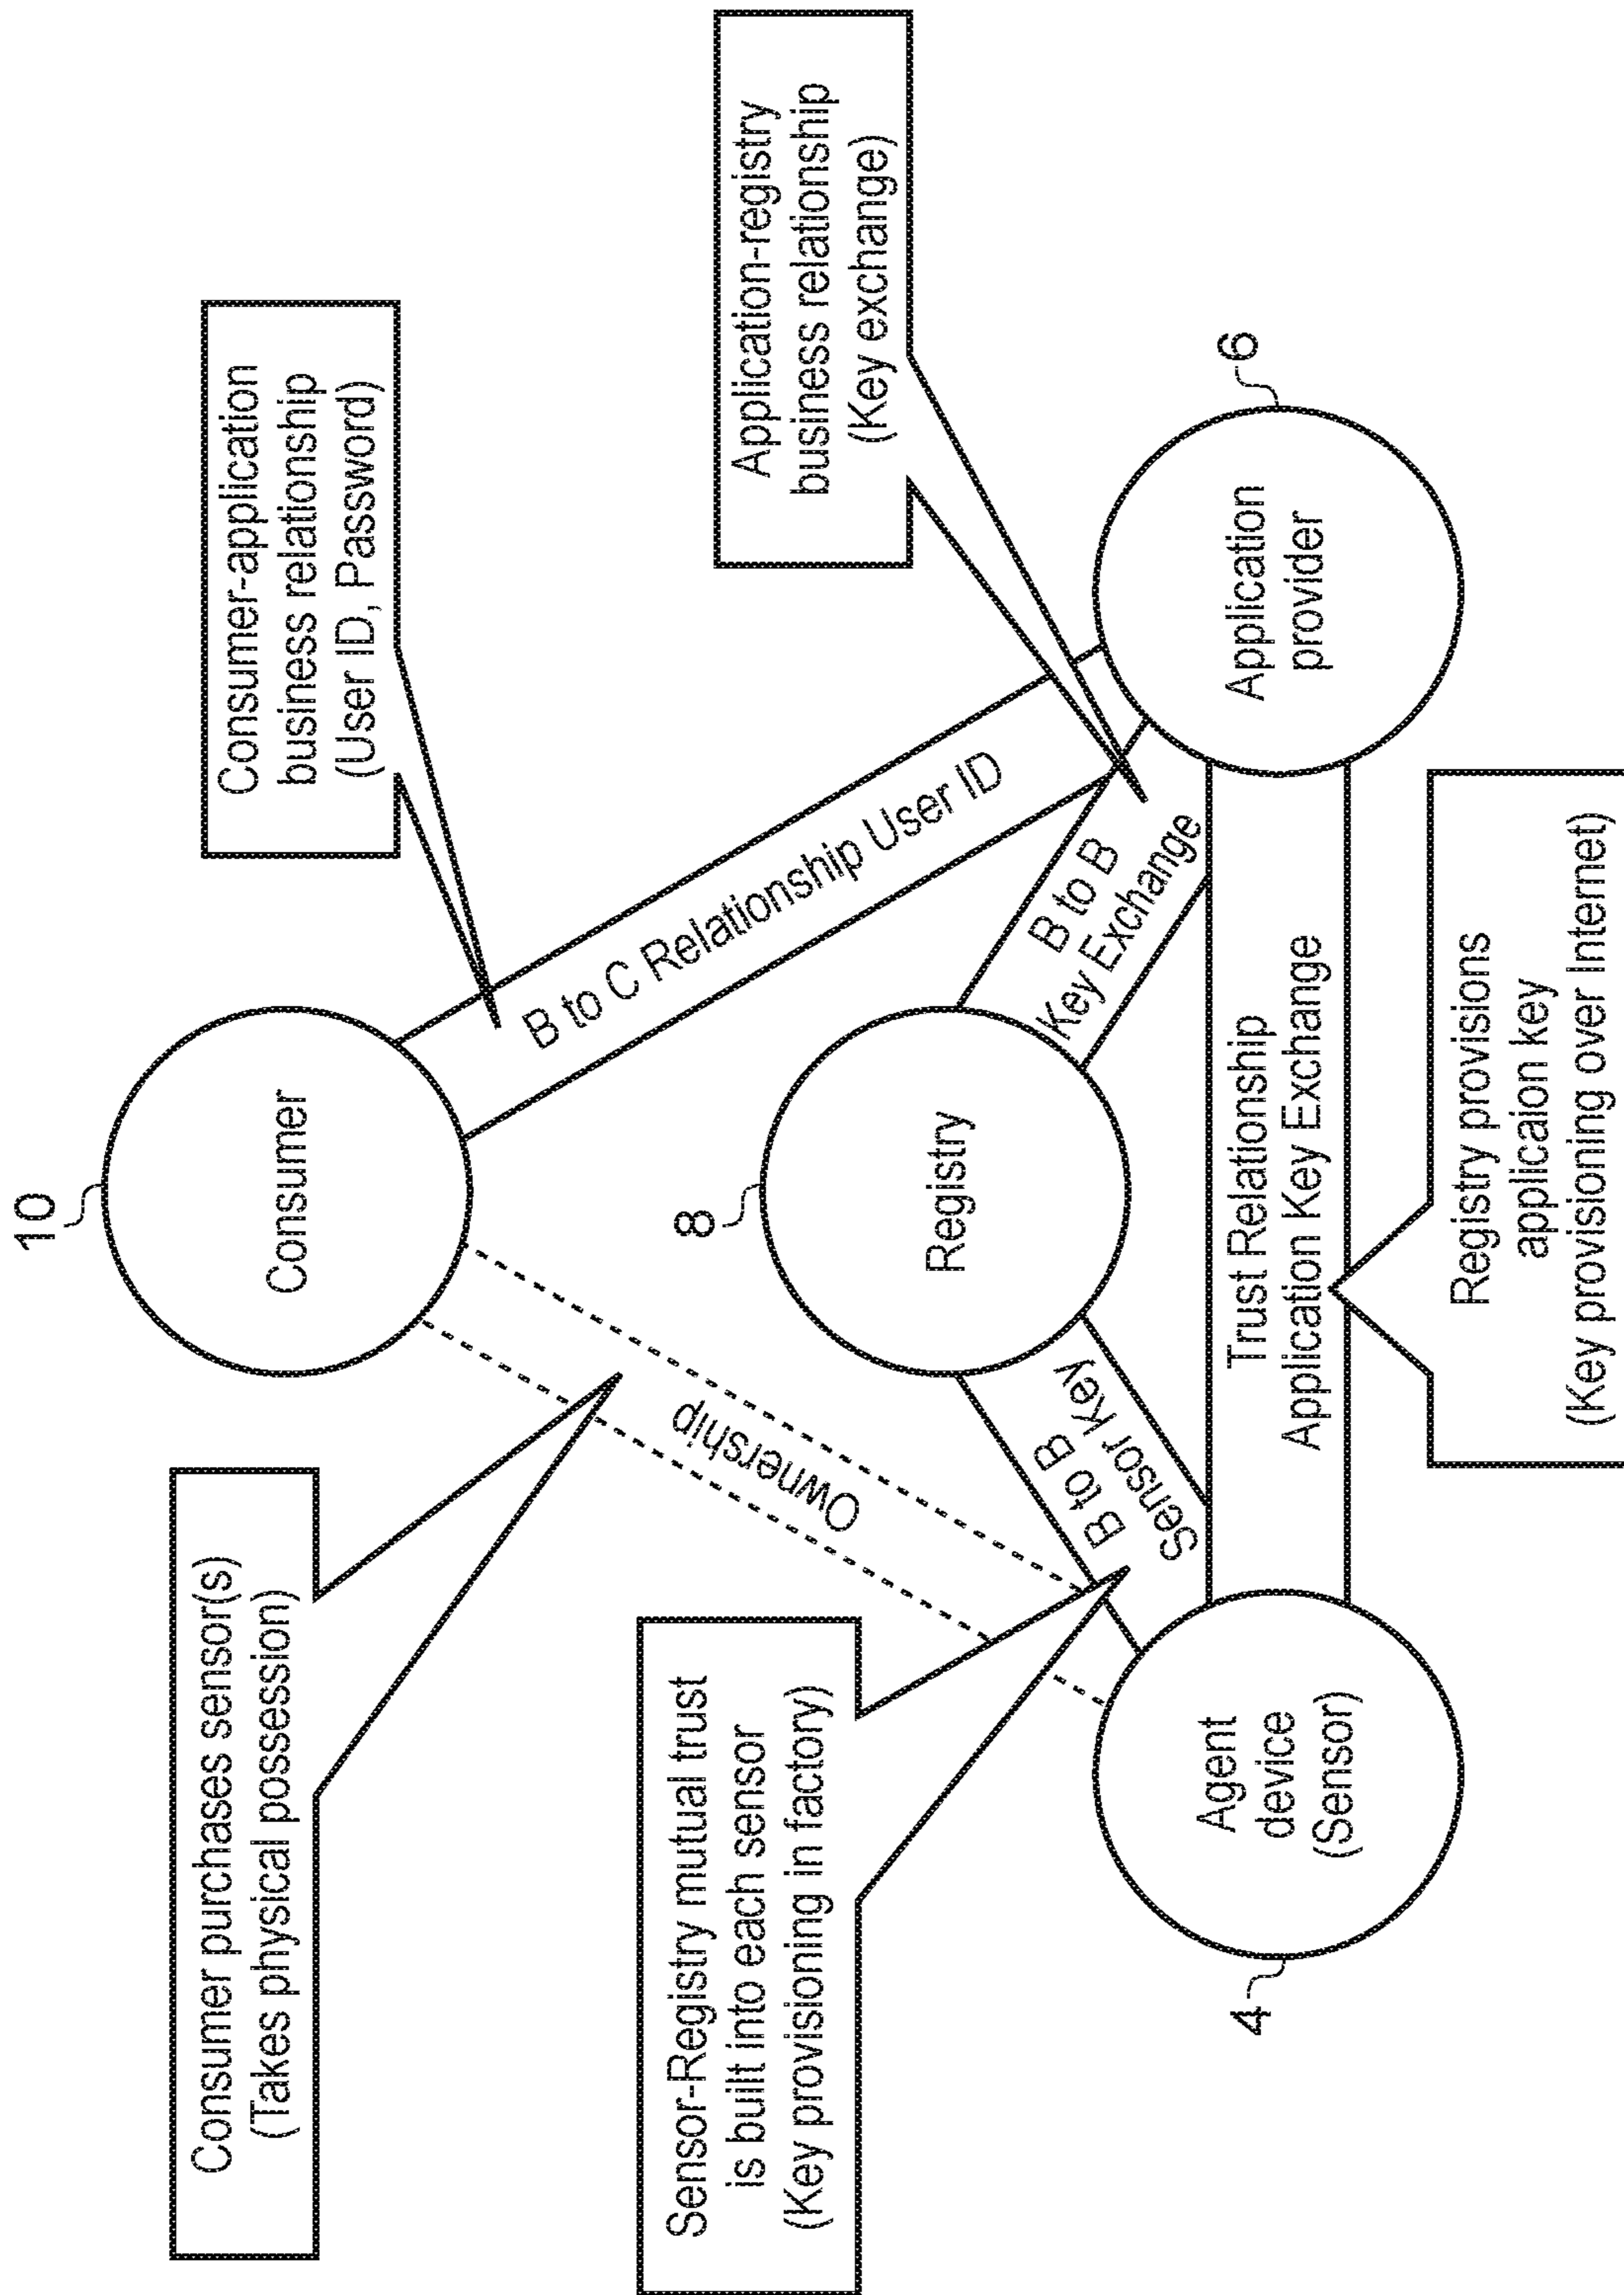 10
Consumer
Consumer purchases sensor(s)
(Takes physical possession)
Consumer-application
business relationship
(User ID, Password)
Ownership
B to C Relationship User ID
Sensor-Registry mutual trust
is built into each sensor
(Key provisioning in factory)
8
Registry
Application-registry
business relationship
(Key exchange)
B to B
Sensor Key
B to B
Key Exchange
Agent
device
(Sensor)
4
Trust Relationship
Application Key Exchange
Application
provider
6
Registry provisions
applicaion key
(Key provisioning over Internet)